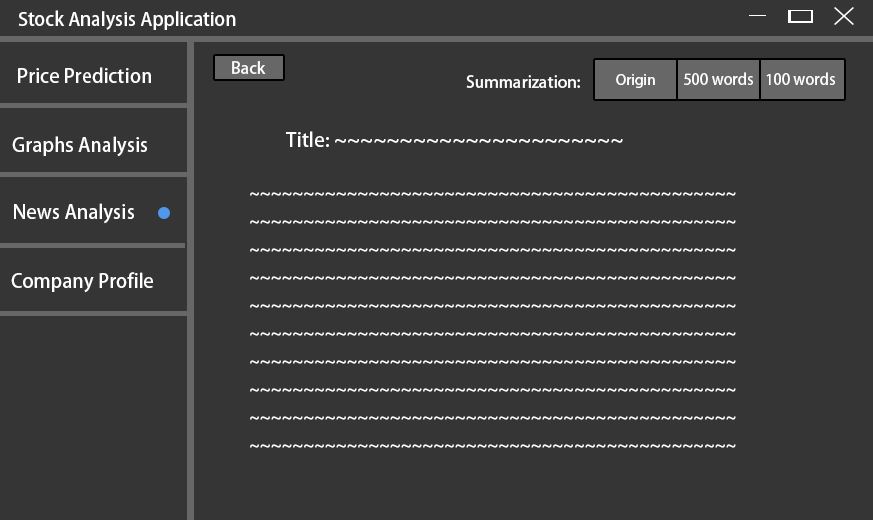 Stock Analysis Application
Price Prediction
Graphs Analysis
News Analysis
Company Profile
Back
Summarization:
Origin
500 words
100 words
Title: ~~~~~~~~~~~~~~~~~~~~~~
~~~~~~~~~~~~~~~~~~~~~~~~~~~~~~~~~~~~~~~~~~~~~
~~~~~~~~~~~~~~~~~~~~~~~~~~~~~~~~~~~~~~~~~~~~~
~~~~~~~~~~~~~~~~~~~~~~~~~~~~~~~~~~~~~~~~~~~~~
~~~~~~~~~~~~~~~~~~~~~~~~~~~~~~~~~~~~~~~~~~~~~
~~~~~~~~~~~~~~~~~~~~~~~~~~~~~~~~~~~~~~~~~~~~~
~~~~~~~~~~~~~~~~~~~~~~~~~~~~~~~~~~~~~~~~~~~~~
~~~~~~~~~~~~~~~~~~~~~~~~~~~~~~~~~~~~~~~~~~~~~
~~~~~~~~~~~~~~~~~~~~~~~~~~~~~~~~~~~~~~~~~~~~~
~~~~~~~~~~~~~~~~~~~~~~~~~~~~~~~~~~~~~~~~~~~~~
~~~~~~~~~~~~~~~~~~~~~~~~~~~~~~~~~~~~~~~~~~~~~